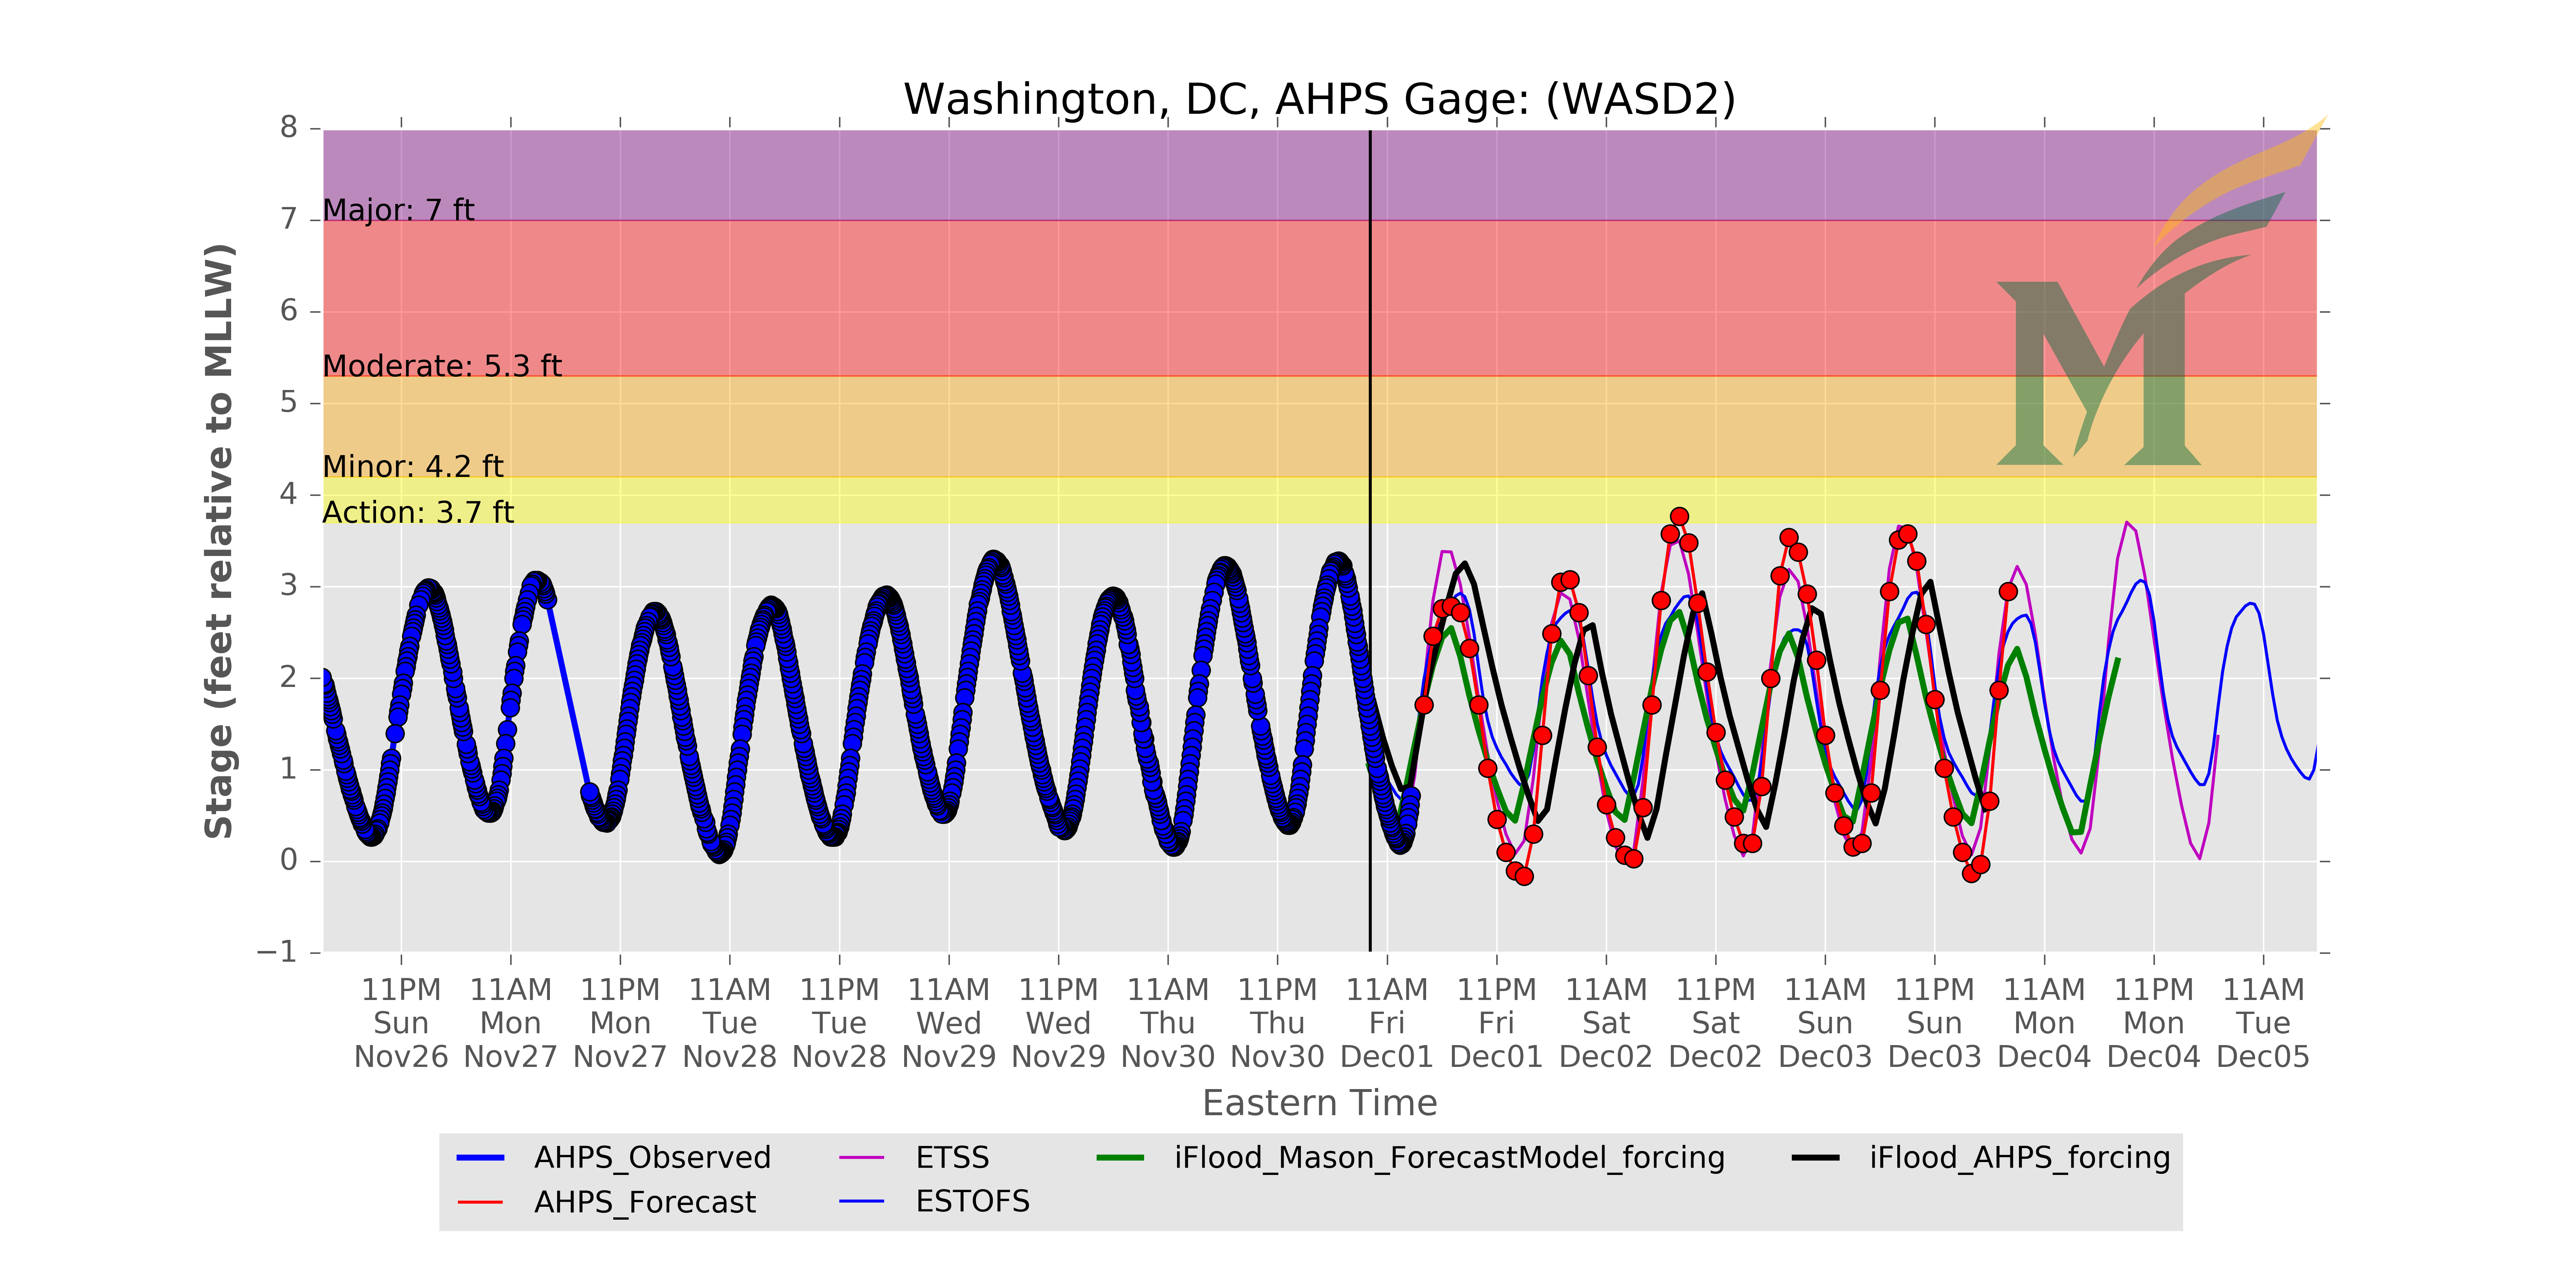 Washington, DC, AHPS Gage: (WASD2)
8
7
6
5
4
3
2
1
0
−1
Stage (feet relative to MLLW)
Major: 7 ft
Moderate: 5.3 ft
Minor: 4.2 ft
Action: 3.7 ft
11PM 11AM 11PM 11AM 11PM 11AM 11PM 11AM 11PM 11AM 11PM 11AM 11PM 11AM 11PM 11AM 11PM 11AM
Sun Mon Mon Tue Tue Wed Wed Thu Thu Fri Fri Sat Sat Sun Sun Mon Mon Tue
Nov26 Nov27 Nov27 Nov28 Nov28 Nov29 Nov29 Nov30 Nov30 Dec01 Dec01 Dec02 Dec02 Dec03 Dec03 Dec04 Dec04 Dec05
Eastern Time
AHPS_Observed ETSS iFlood_Mason_ForecastModel_forcing iFlood_AHPS_forcing
AHPS_Forecast ESTOFS
M